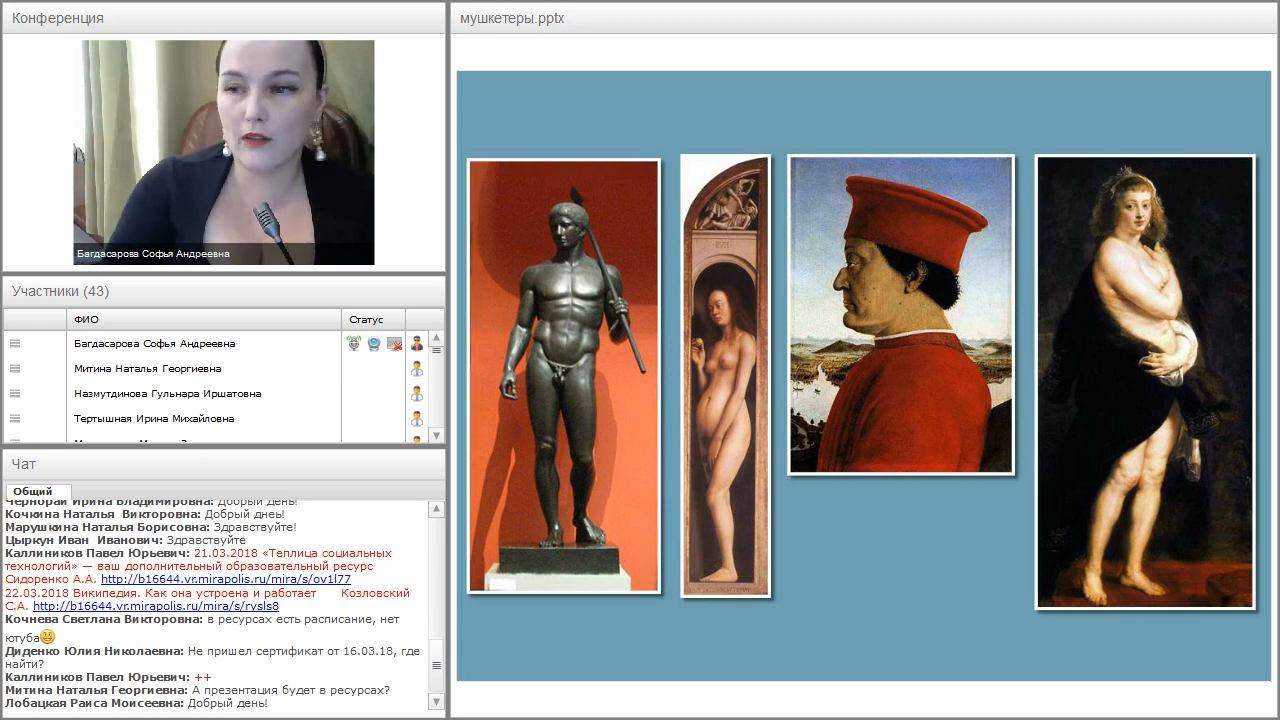 Конференция
Багдасарова Софья Андреевна
Участники (43)
ФИО Статус
Багдасарова Софья Андреевна
Митина Наталья Георгиевна
Назмутдинова Гульнара Иршатовна
Тертышная Ирина Михайловна
Чат
Общий
Чернорай Ирина Владимировна: Добрый день!
Кочкина Наталья Викторовна: Добрый днеь!
Марушкина Наталья Борисовна: Здравствуйте!
Цыркун Иван Иванович: Здравствуйте
Каллиников Павел Юрьевич: 21.03.2018 «Теплица социальных
технологий» — ваш дополнительный образовательный ресурс
Сидоренко А.А. http://b16644.vr.mirapolis.ru/mira/s/ov1l77
22.03.2018 Википедия. Как она устроена и работает Козловский
С.А. http://b16644.vr.mirapolis.ru/mira/s/rysls8
Кочнева Светлана Викторовна: в ресурсах есть расписание, нет
ютуба
Диденко Юлия Николаевна: Не пришел сертификат от 16.03.18, где
найти?
Каллиников Павел Юрьевич: ++
Митина Наталья Георгиевна: А презентация будет в ресурсах?
Лобацкая Раиса Моисеевна: Добрый день!
мушкетеры.pptx